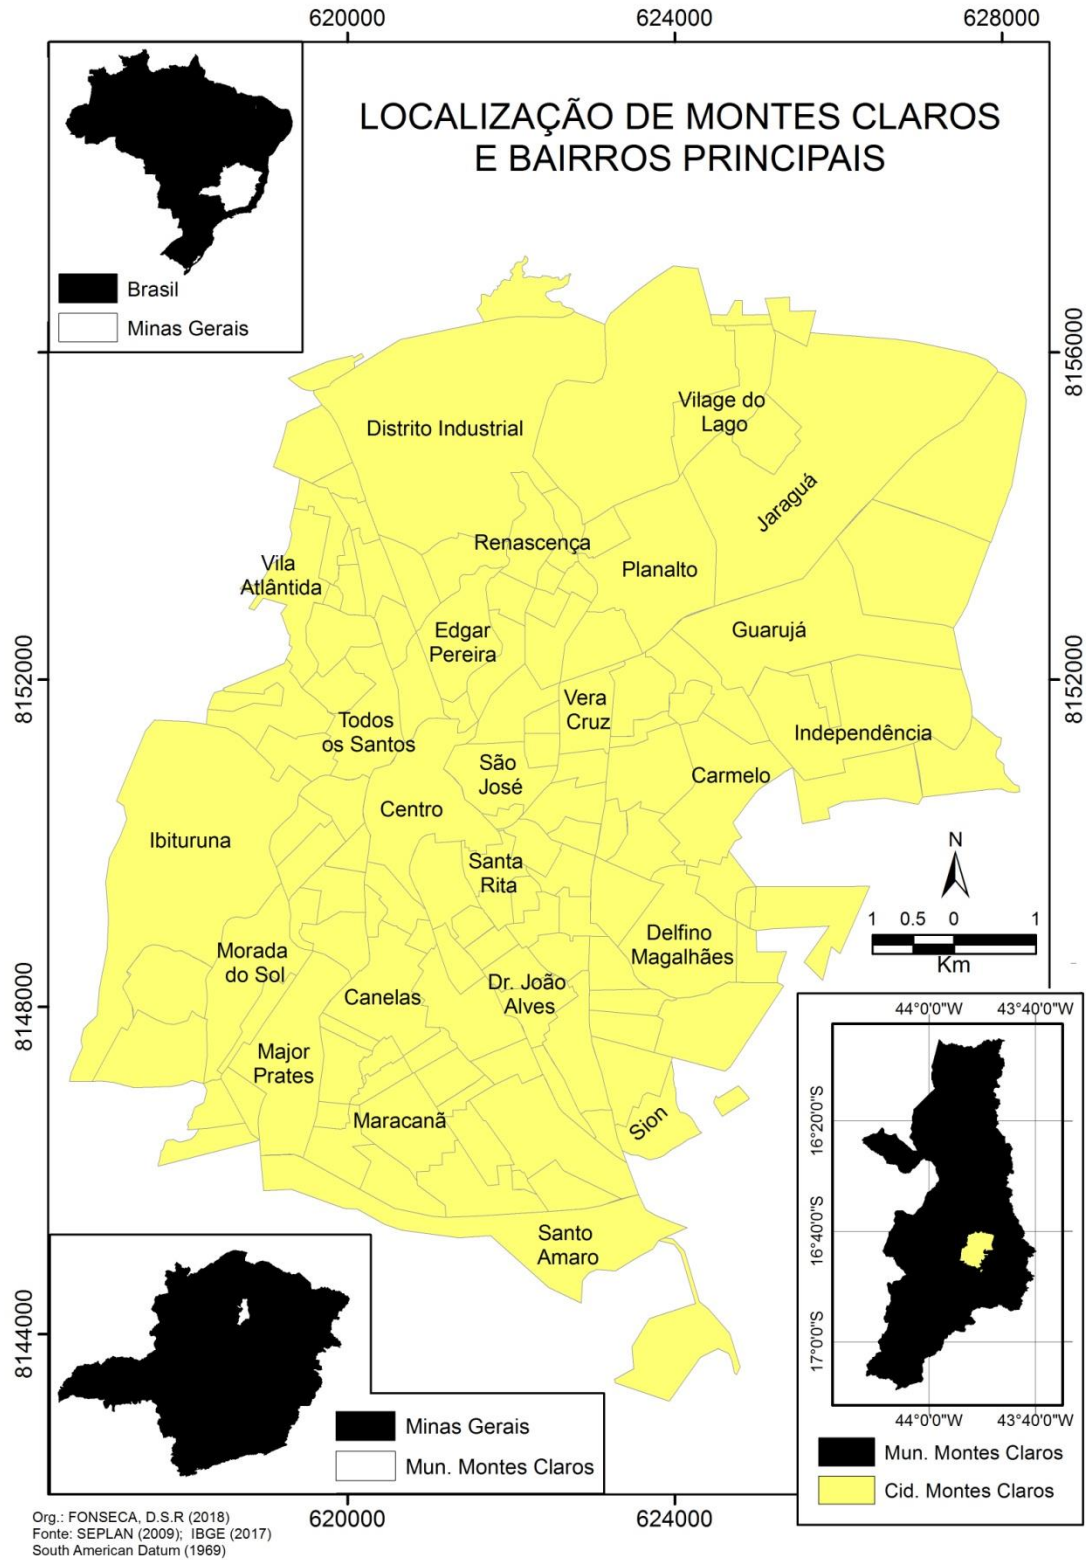 620000
624000
628000
LOCALIZAÇÃO DE MONTES CLAROS
E BAIRROS PRINCIPAIS
Brasil
Minas Gerais
8156000
8156000
Distrito Industrial
Vilage do
Lago
Jaraguá
Renascença
Vila
Atlântida
Planalto
Edgar
Pereira
Guarujá
8152000
8152000
Vera
Cruz
Todos
os Santos
Independência
São
José
Carmelo
Centro
Ibituruna
N
Santa
Rita
1 0.5 0 1
Km
Delfino
Magalhães
Morada
do Sol
Dr. João
Alves
Canelas
8148000
44°0'0"W 43°40'0"W
Major
Prates
Maracanã
Sion
16°20'0"S
Santo
Amaro
16°40'0"S
8144000
17°0'0"S
44°0'0"W 43°40'0"W
Minas Gerais
Mun. Montes Claros
Mun. Montes Claros
Cid. Montes Claros
620000
624000
Org.: FONSECA, D.S.R (2018)
Fonte: SEPLAN (2009); IBGE (2017)
South American Datum (1969)